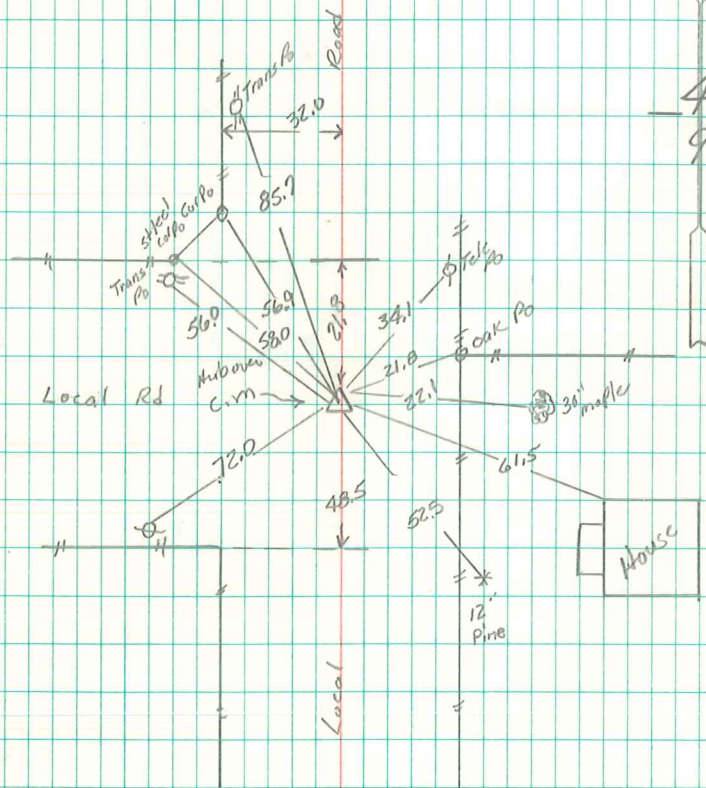 Road
Trans Po
32.0
85.7
Steel
Cor Po
Cor Po
Trans
Po
Tele
Po
56.0
56.9
58.0
21.8
34.1
Oak Po
21.8
22.1
30" maple
Hub over
C.M
Local Rd
72.0
48.5
61.5
52.5
House
12"
Pine
Local